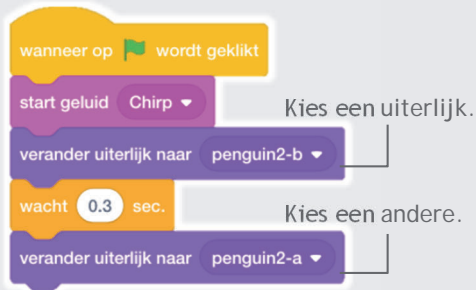 wanneer op wordt geklikt
start geluid Chirp
Kies een uiterlijk.
verander uiterlijk naar penguin2-b
wacht 0.3 sec.
Kies een andere.
verander uiterlijk naar penguin2-a